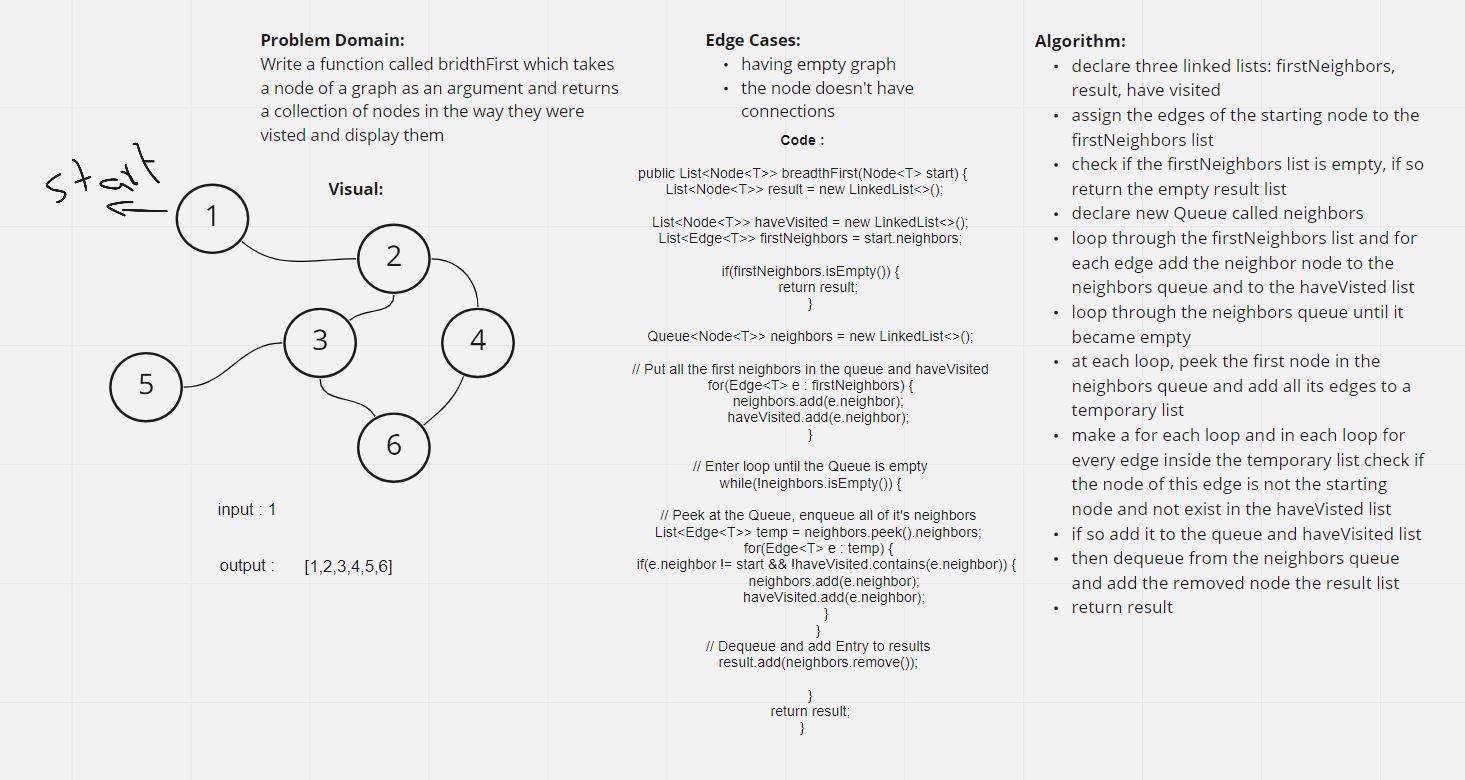 Problem Domain:
Write a function called bridthFirst which takes
a node of a graph as an argument and returns
a collection of nodes in the way they were
visted and display them
start
Visual:
1
2
3
4
5
6
input : 1
output : [1,2,3,4,5,6]
Edge Cases:
• having empty graph
• the node doesn't have
connections
Code :
public List<Node<T>> breadthFirst(Node<T> start) {
List<Node<T>> result = new LinkedList<>();
List<Node<T>> haveVisited = new LinkedList<>();
List<Edge<T>> firstNeighbors = start.neighbors;
if(firstNeighbors.isEmpty()) {
return result;
}
Queue<Node<T>> neighbors = new LinkedList<>();
// Put all the first neighbors in the queue and haveVisited
for(Edge<T> e : firstNeighbors) {
neighbors.add(e.neighbor);
haveVisited.add(e.neighbor);
}
// Enter loop until the Queue is empty
while(!neighbors.isEmpty()) {
// Peek at the Queue, enqueue all of it's neighbors
List<Edge<T>> temp = neighbors.peek().neighbors;
for(Edge<T> e : temp) {
if(e.neighbor != start && !haveVisited.contains(e.neighbor)) {
neighbors.add(e.neighbor);
haveVisited.add(e.neighbor);
}
}
// Dequeue and add Entry to results
result.add(neighbors.remove());
}
return result;
}
Algorithm:
• declare three linked lists: firstNeighbors,
result, have visited
• assign the edges of the starting node to the
firstNeighbors list
• check if the firstNeighbors list is empty, if so
return the empty result list
• declare new Queue called neighbors
• loop through the firstNeighbors list and for
each edge add the neighbor node to the
neighbors queue and to the haveVisted list
• loop through the neighbors queue until it
became empty
• at each loop, peek the first node in the
neighbors queue and add all its edges to a
temporary list
• make a for each loop and in each loop for
every edge inside the temporary list check if
the node of this edge is not the starting
node and not exist in the haveVisted list
• if so add it to the queue and haveVisited list
• then dequeue from the neighbors queue
and add the removed node the result list
• return result